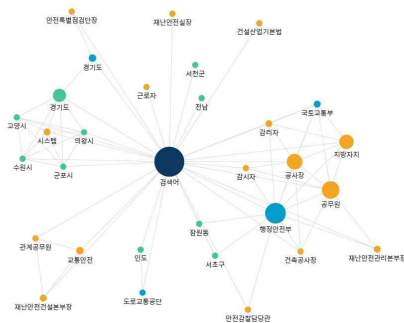 안전특별점검단장
재난안전실장
건설산업기본법
경기도
서천군
근로자
경기도
전남
국토교통부
고양시
시스템
의왕시
감리자
지방자치
수원시
군포시
검색어
감시자
공사장
공무원
잠원동
행정안전부
관계공무원
교통안전
인도
서초구
건축공사장
재난안전관리본부장
재난안전건설본부장
도로교통공단
안전감찰담당관